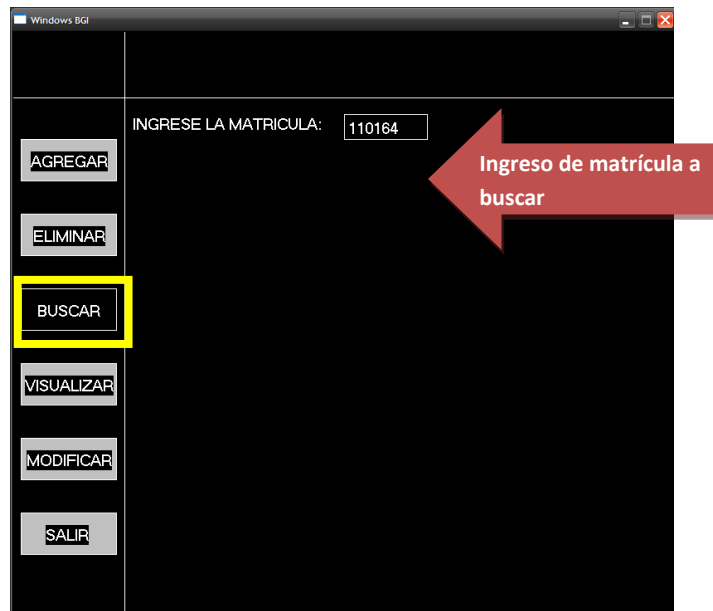 Windows BGI
INGRESE LA MATRICULA: 110164
Ingreso de matrícula a
buscar
AGREGAR
ELIMINAR
BUSCAR
VISUALIZAR
MODIFICAR
SALIR